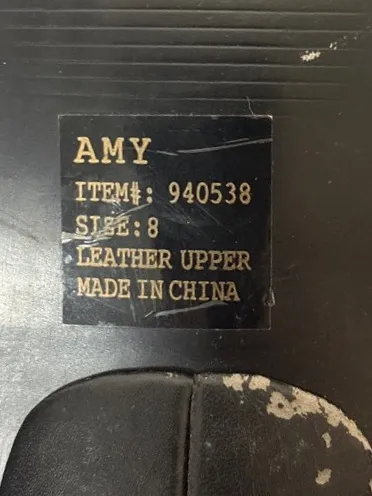 AMY
ITEM#: 940538
SIZE:8
LEATHER UPPER
MADE IN CHINA